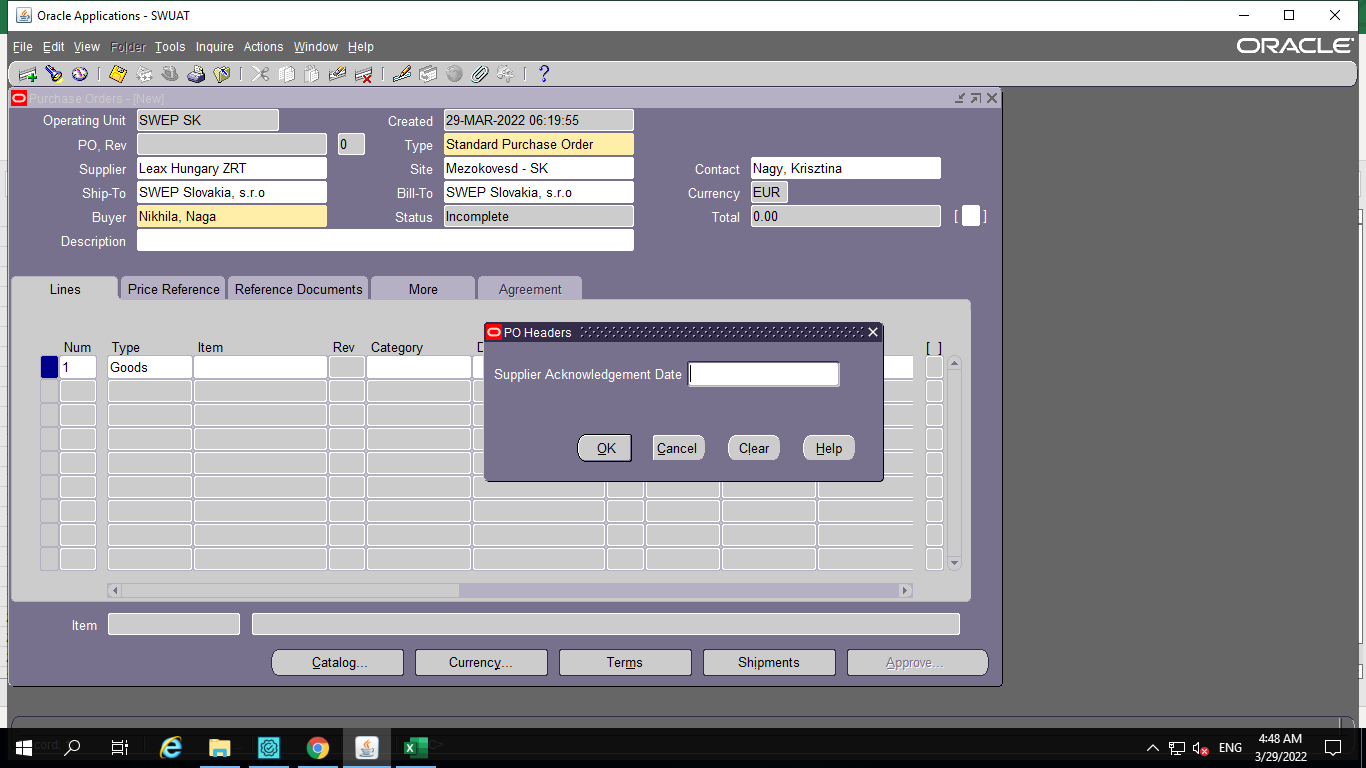 Oracle Applications - SWUAT
File Edit View Folder Tools Inquire Actions Window Help
ORACLE
Purchase Orders - [New]
Operating Unit SWEP SK Created 29-MAR-2022 06:19:55
PO, Rev 0 Type Standard Purchase Order
Supplier Leax Hungary ZRT Site Mezokovesd - SK Contact Nagy, Krisztina
Ship-To SWEP Slovakia, s.r.o Bill-To SWEP Slovakia, s.r.o Currency EUR
Buyer Nikhila, Naga Status Incomplete Total 0.00 [ ]
Description
Lines Price Reference Reference Documents More Agreement
PO Headers
Num Type Item Rev Category [ ]
1 Goods
Supplier Acknowledgement Date
OK Cancel Clear Help
Item
Catalog... Currency... Terms Shipments Approve...
ENG
4:48 AM
3/29/2022